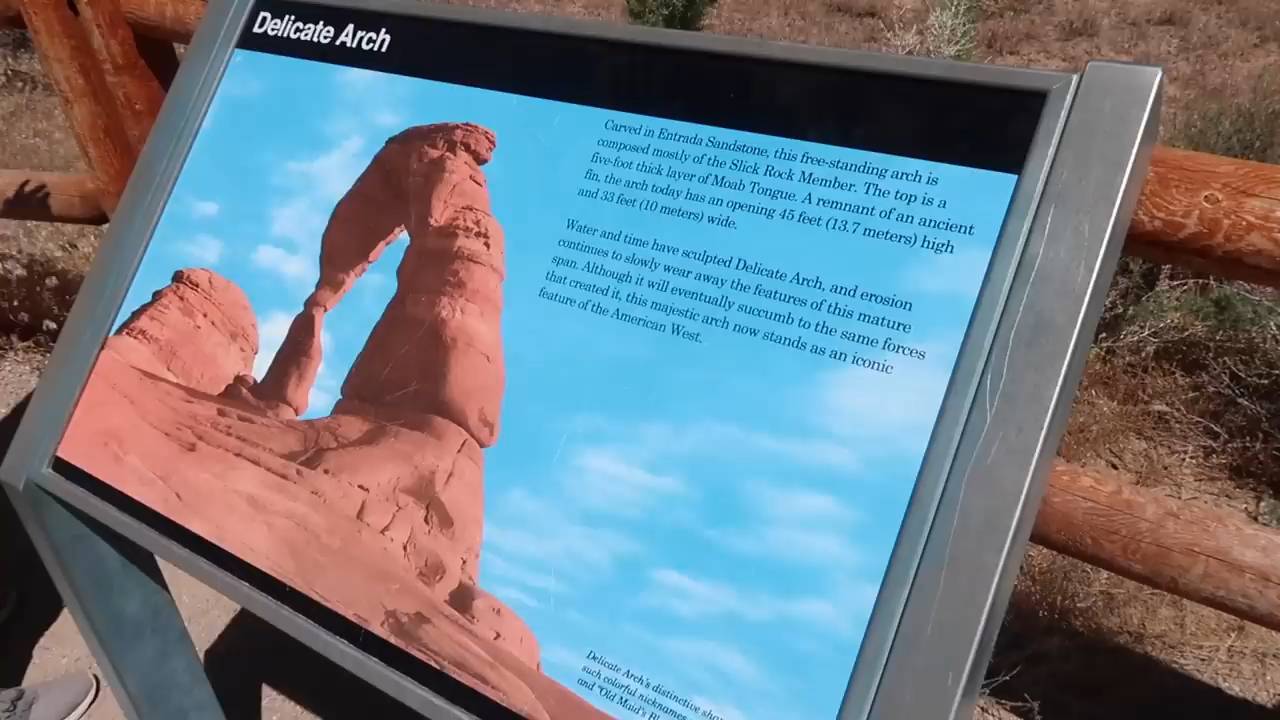 Delicate Arch
Carved in Entrada Sandstone, this free-standing arch is
composed mostly of the Slick Rock Member. The top is a
five-foot thick layer of Moab Tongue. A remnant of an ancient
fin, the arch today has an opening 45 feet (13.7 meters) high
and 33 feet (10 meters) wide.
Water and time have sculpted Delicate Arch, and erosion
continues to slowly wear away the features of this mature
span. Although it will eventually succumb to the same forces
that created it, this majestic arch now stands as an iconic
feature of the American West.
Delicate Arch's distinctive
such colorful nicknames
and "Old Maid's